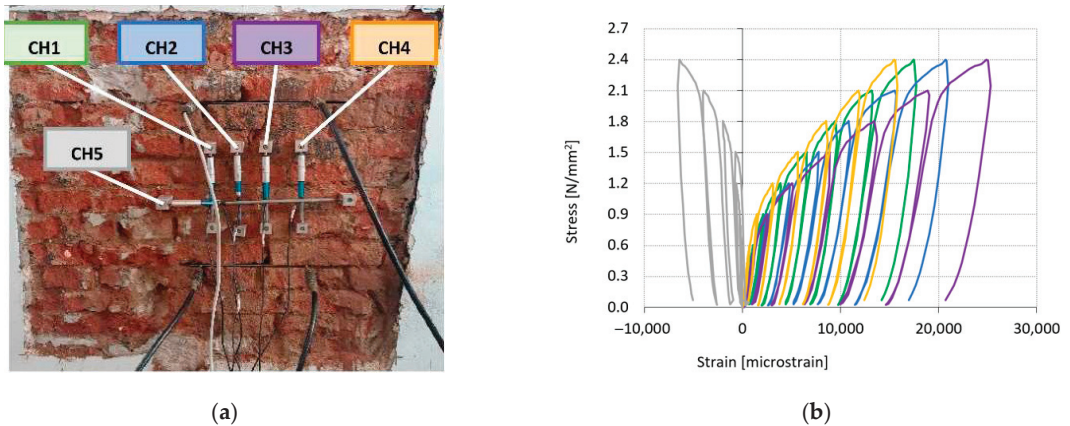 CH1 CH2 CH3 CH4
CH5
(a)
Stress [N/mm²]
2.7
2.4
2.1
1.8
1.5
1.2
0.9
0.6
0.3
0.0
−10,000 0 10,000 20,000 30,000
Strain [microstrain]
(b)